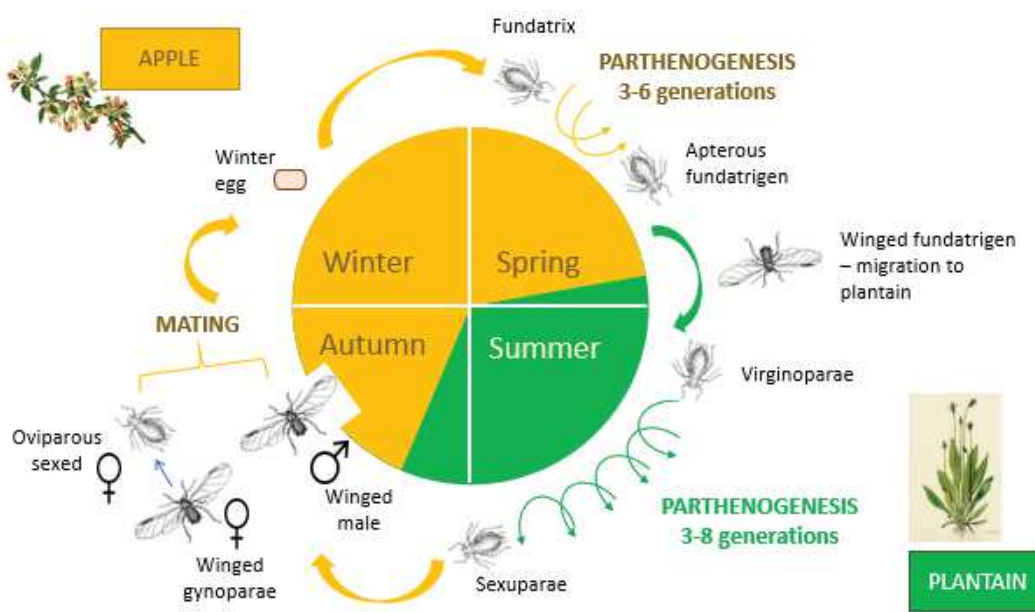 APPLE
Fundatrix
PARTHENOGENESIS
3-6 generations
Winter
egg
Apterous
fundatrigen
Winter
Spring
Winged fundatrigen
– migration to
plantain
MATING
Autumn
Summer
Virginoparae
Oviparous
sexed
Winged
male
Winged
gynoparae
Sexuparae
PARTHENOGENESIS
3-8 generations
PLANTAIN